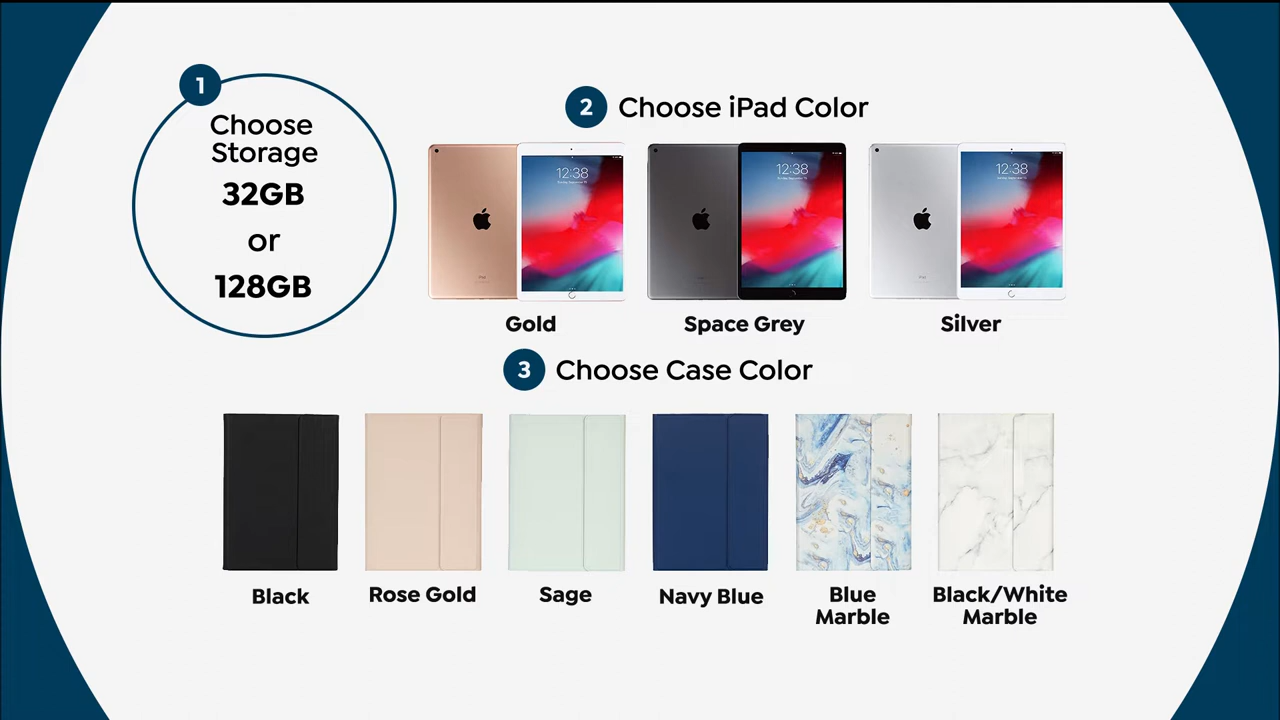 1
Choose
Storage
32GB
or
128GB
2 Choose iPad Color
12:38
12:38
12:38
Gold
Space Grey
Silver
3 Choose Case Color
Black
Rose Gold
Sage
Navy Blue
Blue
Marble
Black/White
Marble